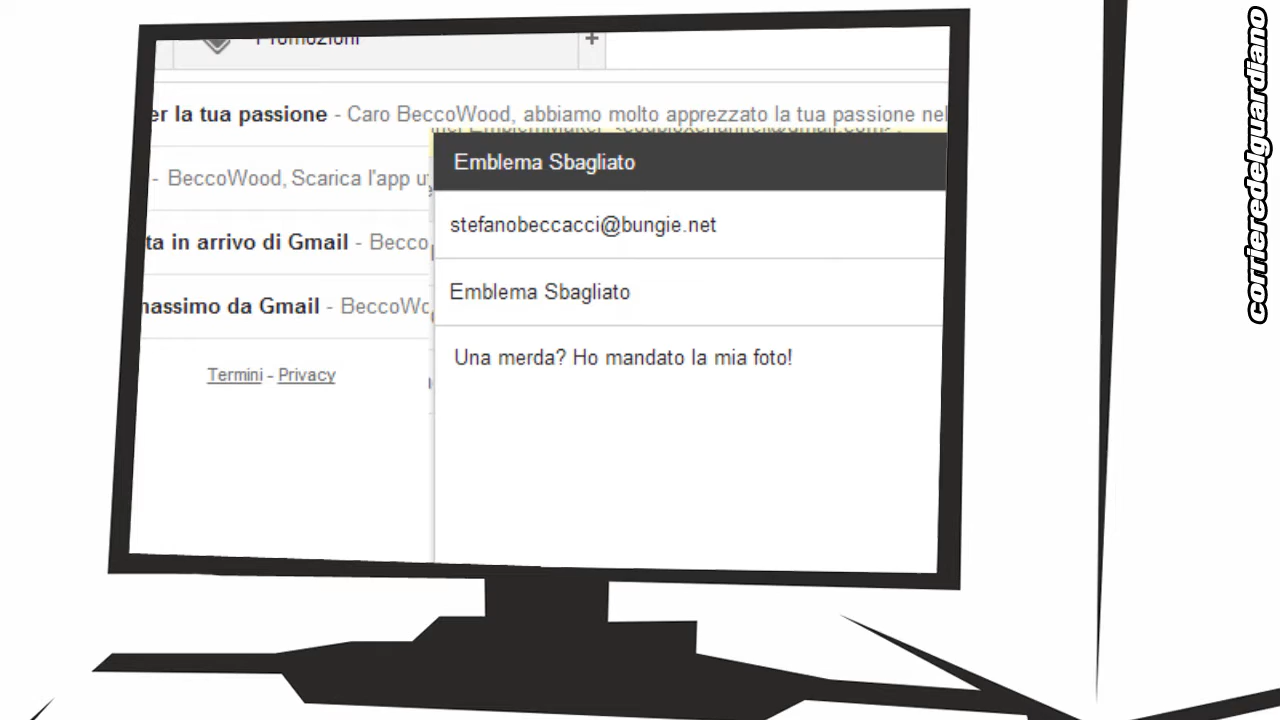 Promozioni
+
er la tua passione - Caro BeccoWood, abbiamo molto apprezzato la tua passione nel
Emblema Sbagliato
- BeccoWood, Scarica l'app
stefanobeccacci@bungie.net
ta in arrivo di Gmail - Becco
Emblema Sbagliato
massimo da Gmail - BeccoWo
Una merda? Ho mandato la mia foto!
Termini - Privacy
corrieredelguardiano